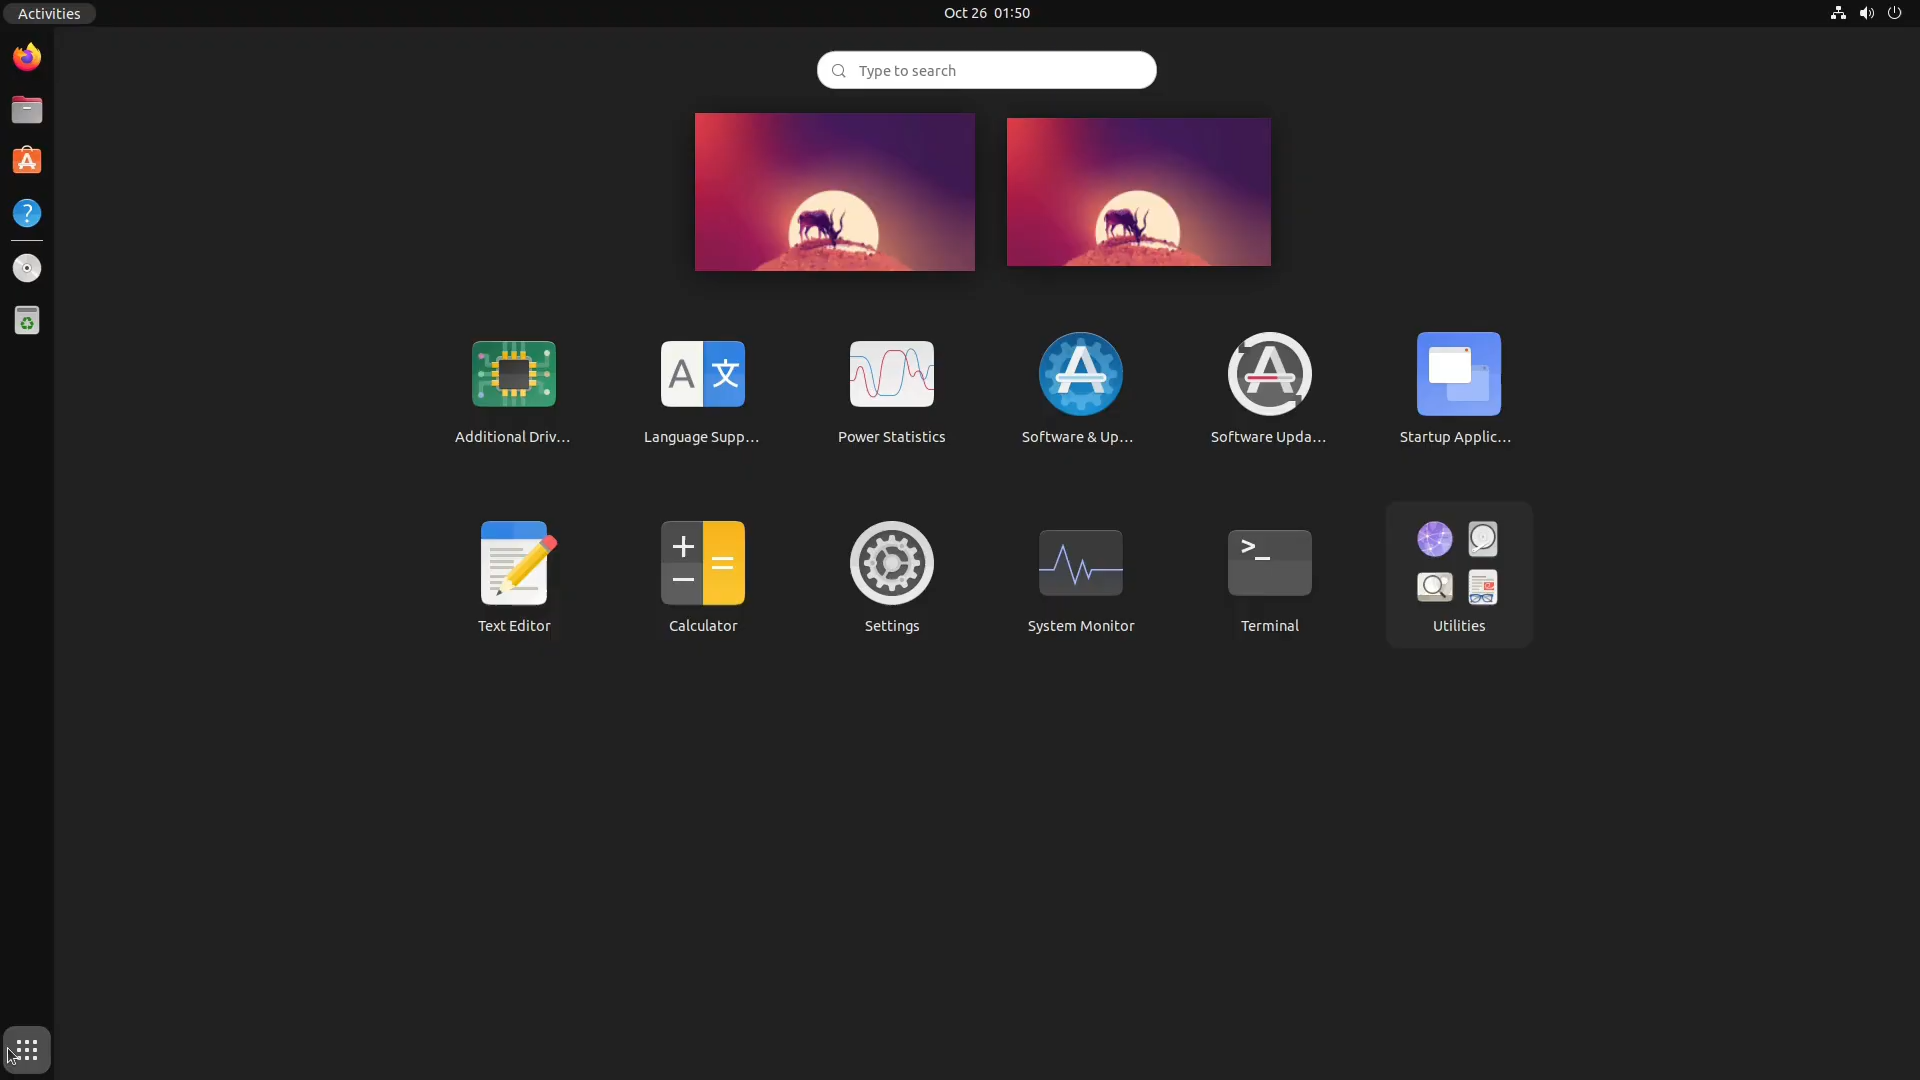 Activities
Oct 26 01:50
Type to search
Additional Driv...
Language Supp...
Power Statistics
Software & Up...
Software Upda...
Startup Applic...
Text Editor
Calculator
Settings
System Monitor
Terminal
Utilities